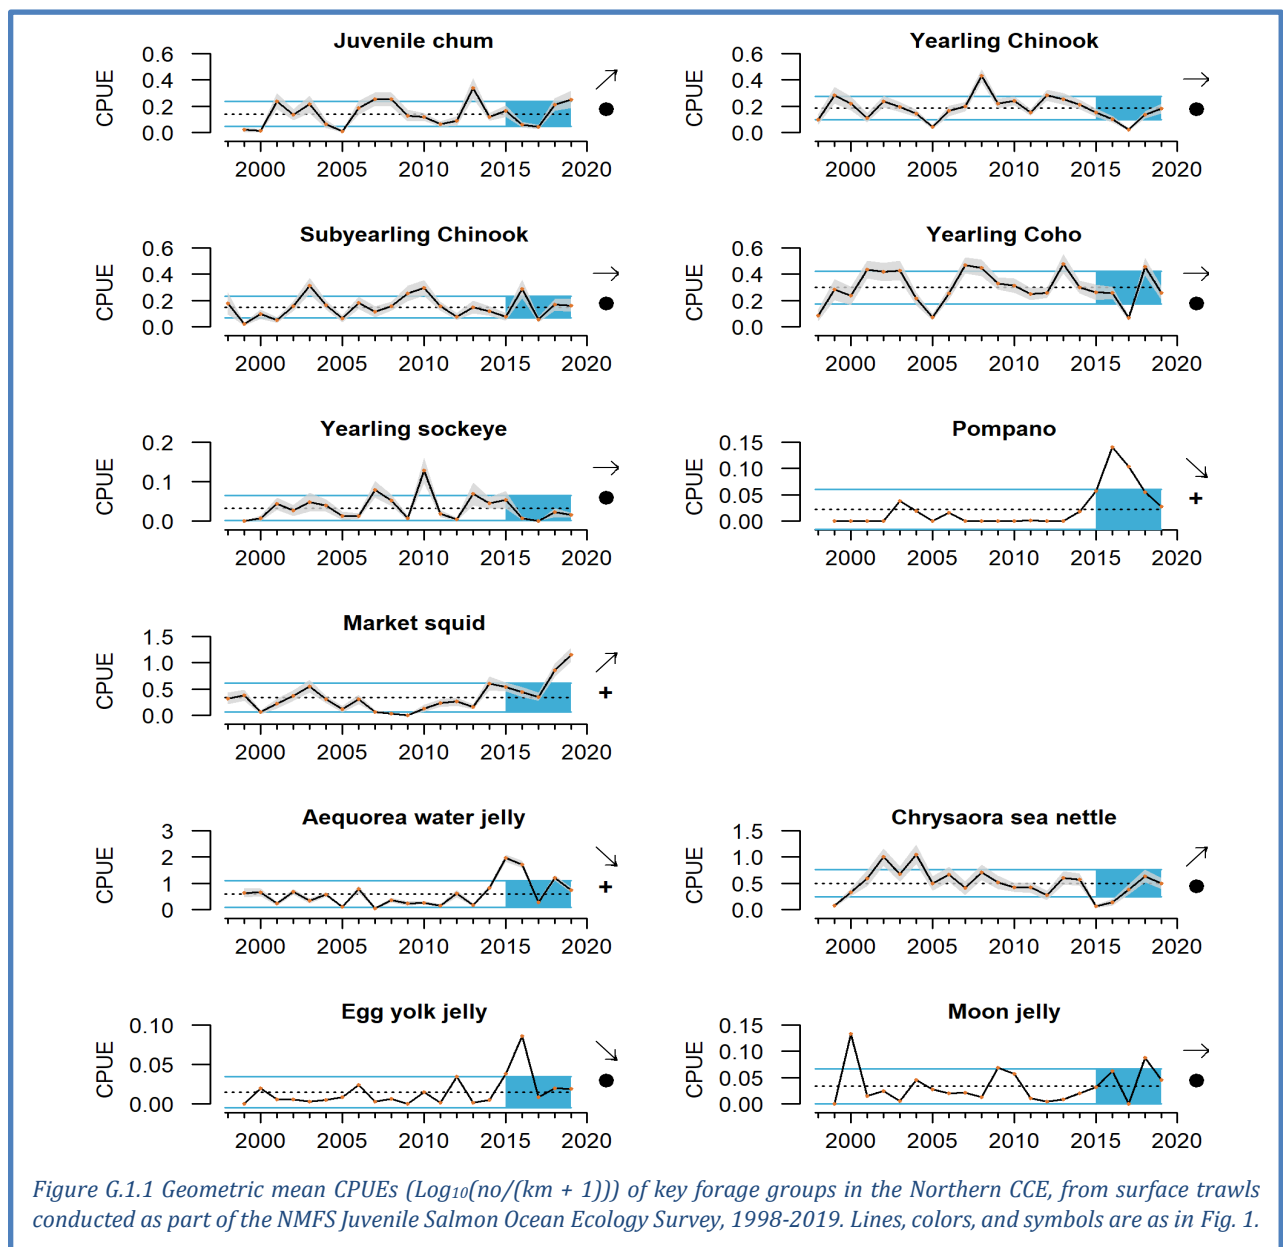 Juvenile chum
CPUE
0.6
0.4
0.2
0.0
2000 2005 2010 2015 2020
Yearling Chinook
CPUE
0.6
0.4
0.2
0.0
2000 2005 2010 2015 2020
Subyearling Chinook
CPUE
0.6
0.4
0.2
0.0
2000 2005 2010 2015 2020
Yearling Coho
CPUE
0.6
0.4
0.2
0.0
2000 2005 2010 2015 2020
Yearling sockeye
CPUE
0.2
0.1
0.0
2000 2005 2010 2015 2020
Pompano
CPUE
0.15
0.10
0.05
0.00
2000 2005 2010 2015 2020
+
Market squid
CPUE
1.5
1.0
0.5
0.0
2000 2005 2010 2015 2020
+
Aequorea water jelly
CPUE
3
2
1
0
2000 2005 2010 2015 2020
+
Chrysaora sea nettle
CPUE
1.5
1.0
0.5
0.0
2000 2005 2010 2015 2020
Egg yolk jelly
CPUE
0.10
0.05
0.00
2000 2005 2010 2015 2020
Moon jelly
CPUE
0.15
0.10
0.05
0.00
2000 2005 2010 2015 2020
Figure G.1.1 Geometric mean CPUEs (Log₁₀(no/(km + 1))) of key forage groups in the Northern CCE, from surface trawls
conducted as part of the NMFS Juvenile Salmon Ocean Ecology Survey, 1998-2019. Lines, colors, and symbols are as in Fig. 1.